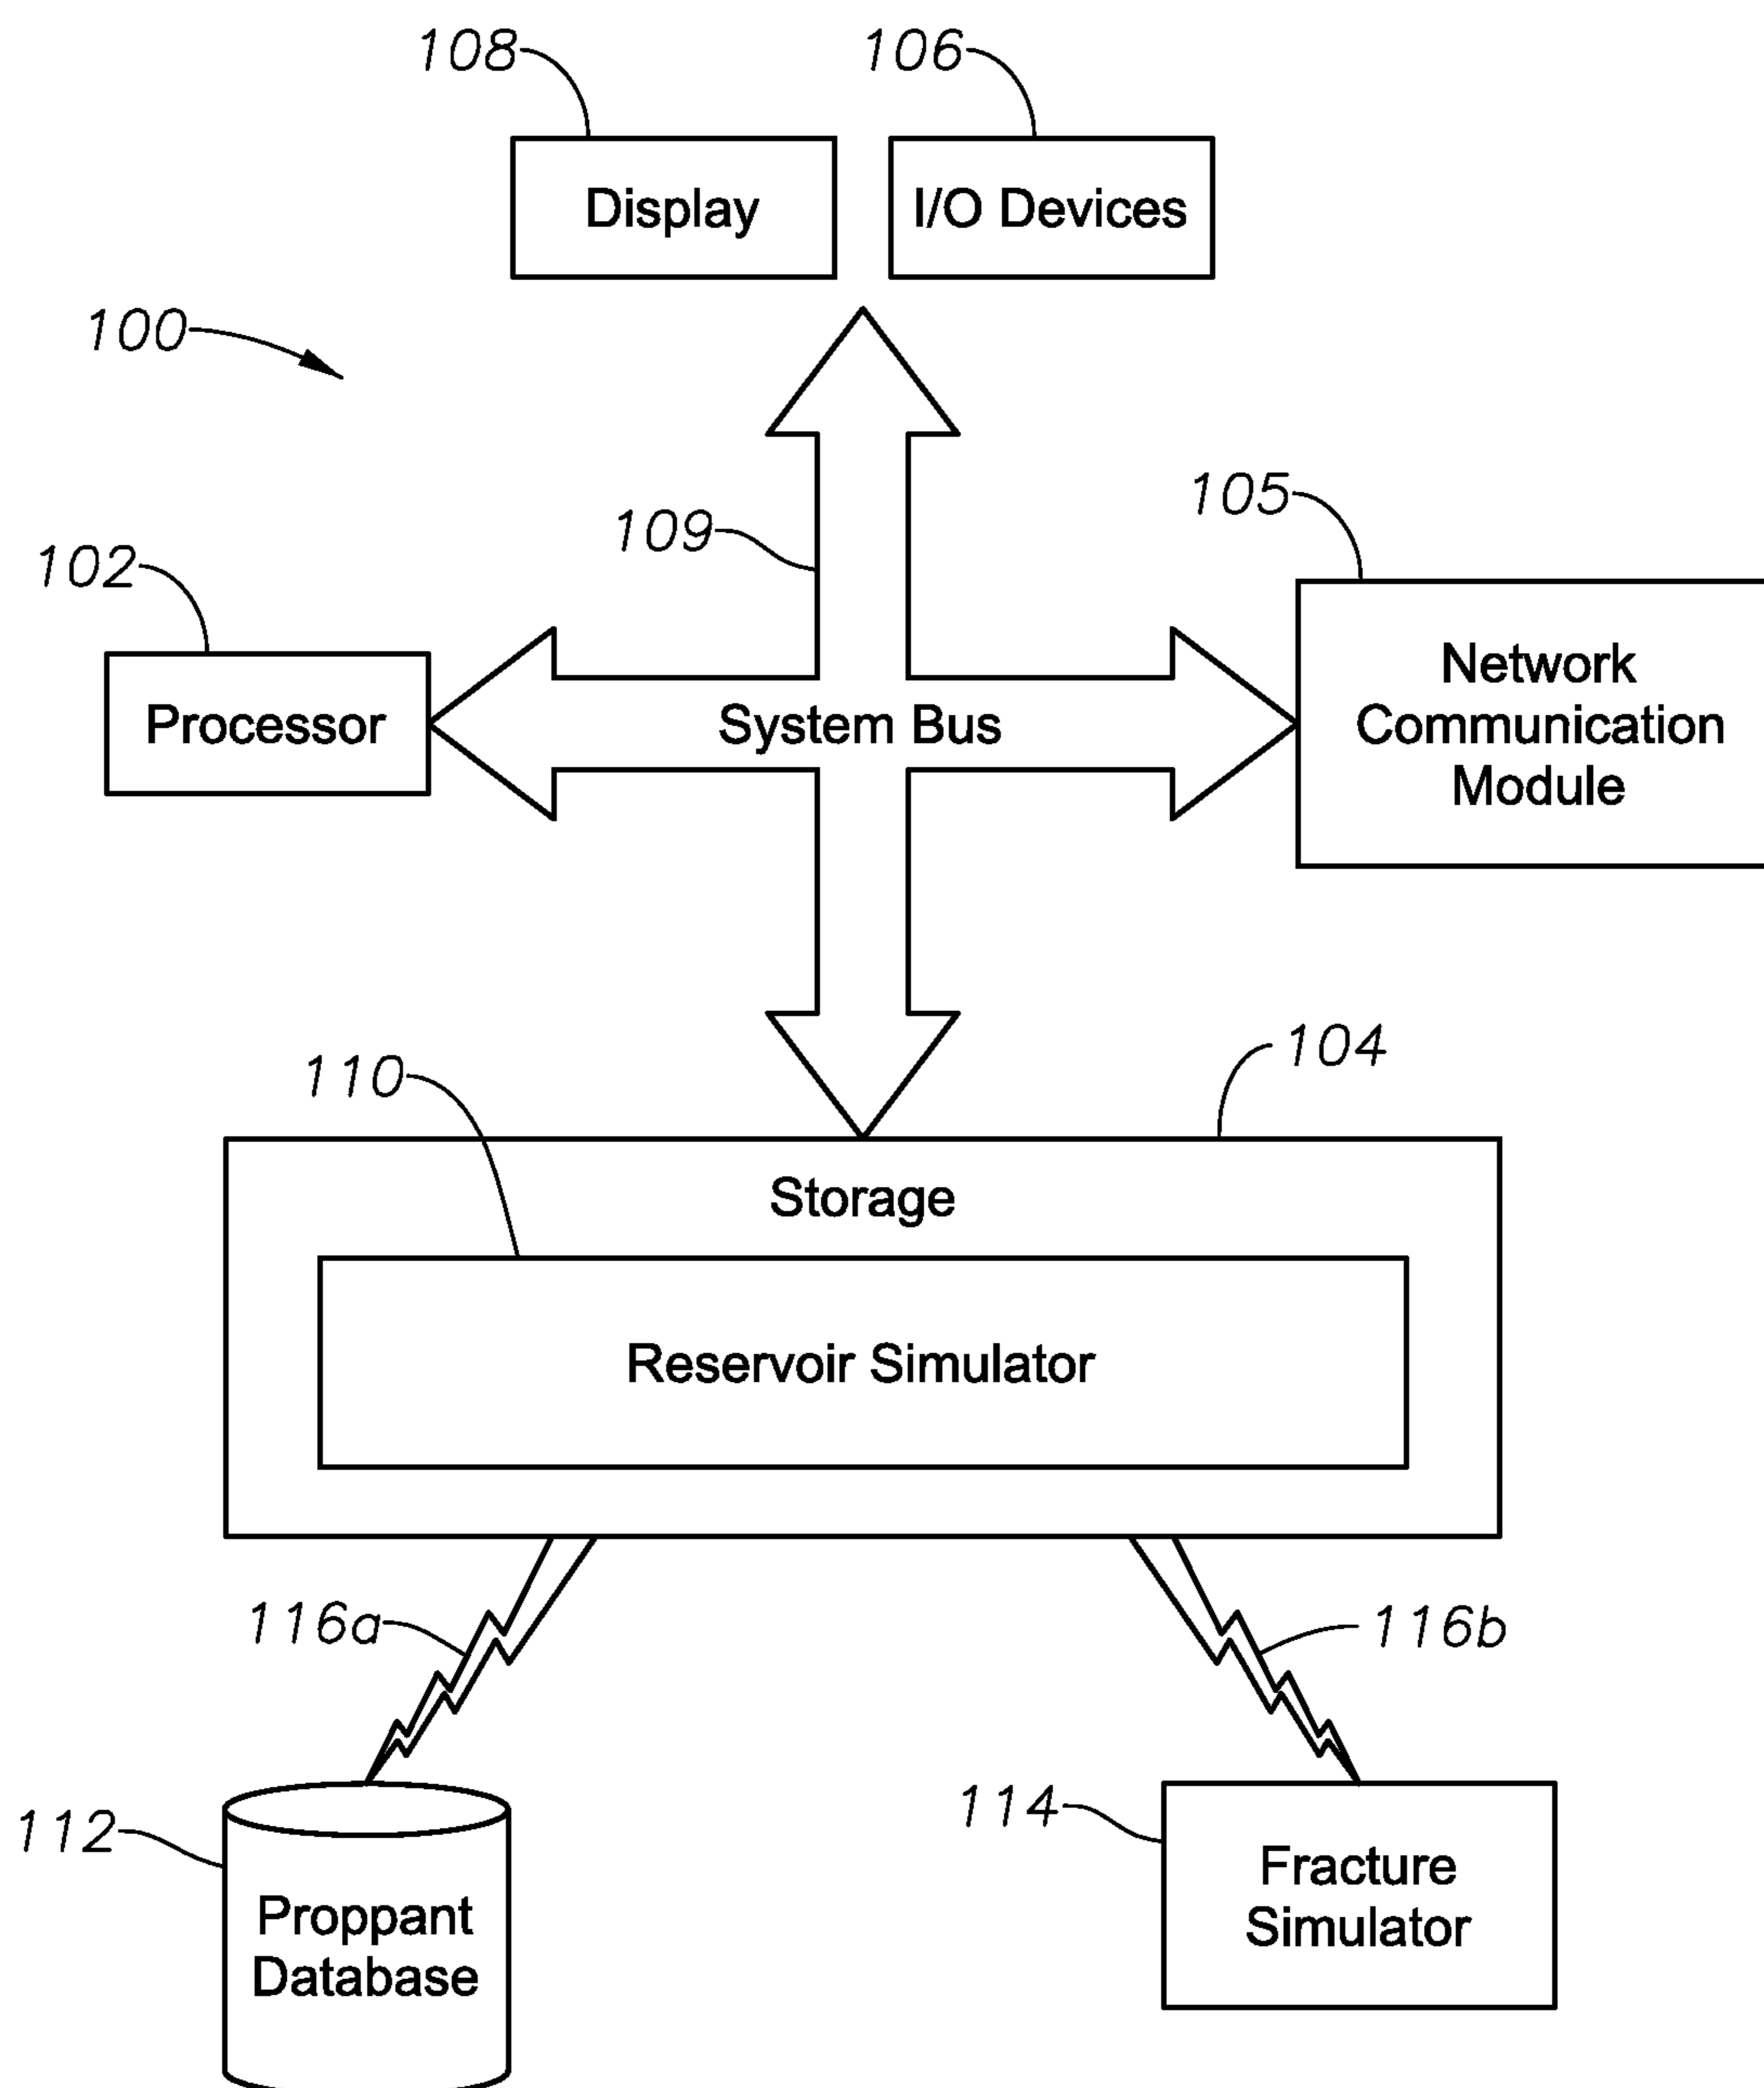 108
106
Display
I/O Devices
100
105
109
102
Network
Communication
Module
Processor
System Bus
104
110
Storage
Reservoir Simulator
116a
116b
114
112
Fracture
Simulator
Proppant
Database